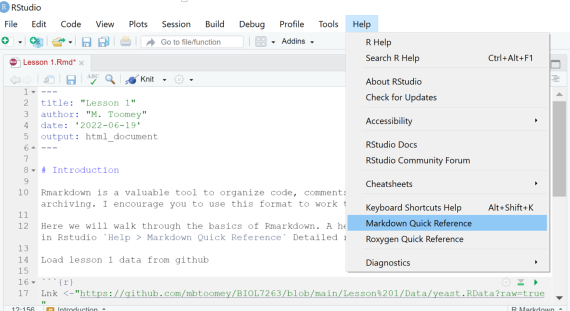 RStudio
File Edit Code View Plots Session Build Debug Profile Tools Help
Go to file/function Addins
R Help
Search R Help Ctrl+Alt+F1
About RStudio
Check for Updates
Accessibility
RStudio Docs
RStudio Community Forum
Cheatsheets
Keyboard Shortcuts Help Alt+Shift+K
Markdown Quick Reference
Roxygen Quick Reference
Diagnostics
Lesson 1.Rmd*
ABC Knit
1 ---
2 title: "Lesson 1"
3 author: "M. Toomey"
4 date: '2022-06-19'
5 output: html_document
6 ---
7
8 # Introduction
9
10 Rmarkdown is a valuable tool to organize code, comments
archiving. I encourage you to use this format to work
11
12 Here we will walk through the basics of Rmarkdown. A
in Rstudio `Help > Markdown Quick Reference` Detailed
13
14 Load lesson 1 data from github
15
16 ```{r}
17 Lnk <-"https://github.com/mbtoomey/BIOL7263/blob/main/Lesson%201/Data/yeast.RData?raw=true
"
12:156 Introduction R Markdown